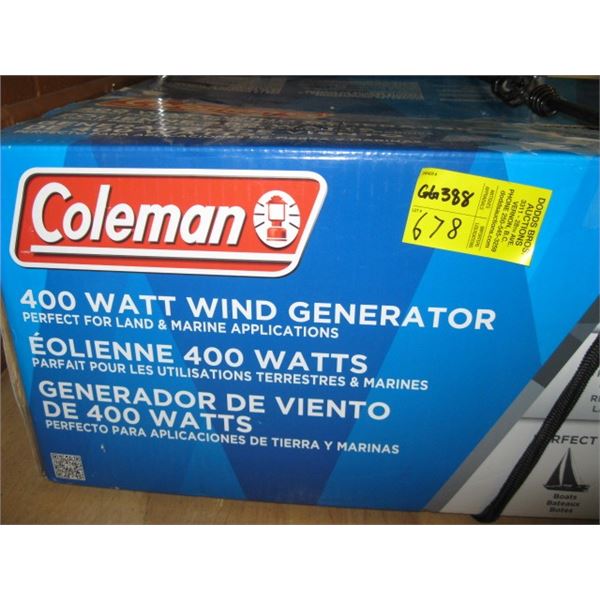 Coleman
400 WATT WIND GENERATOR
PERFECT FOR LAND & MARINE APPLICATIONS
ÉOLIENNE 400 WATTS
PARFAIT POUR LES UTILISATIONS TERRESTRES & MARINES
GENERADOR DE VIENTO
DE 400 WATTS
PERFECTO PARA APLICACIONES DE TIERRA Y MARINAS
GG388
678
DODDS BROS.
AUCTIONS
VERNON, B.C.
Boats
Bateaux
Botes